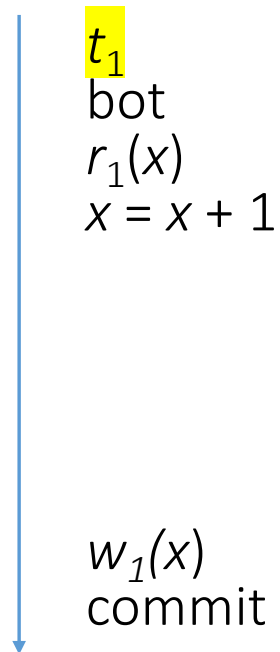 t₁
bot
r₁(x)
x = x + 1
w₁(x)
commit